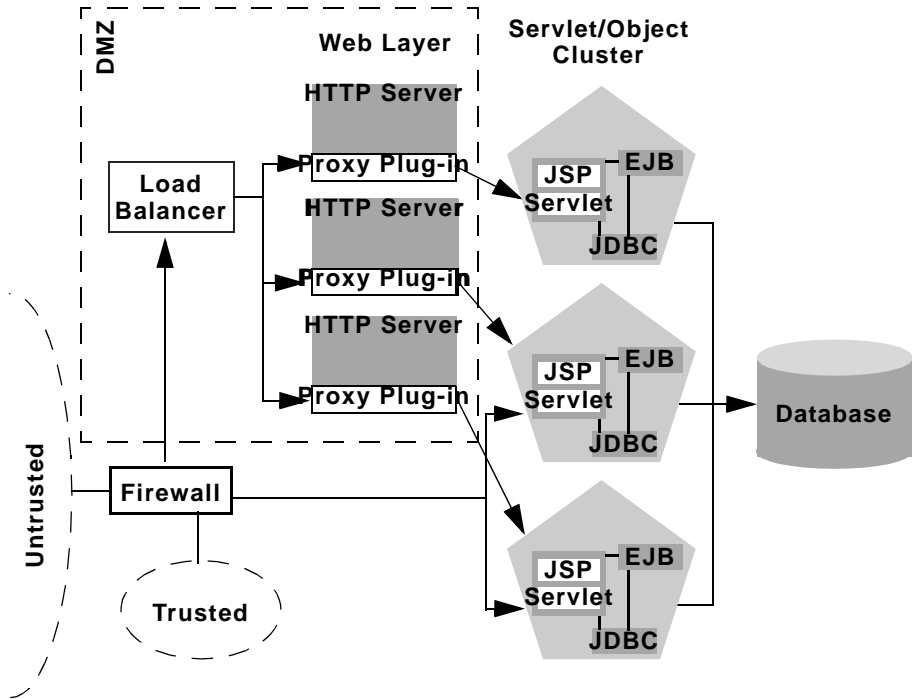 DMZ
Web Layer
Servlet/Object
Cluster
HTTP Server
Proxy Plug-in
HTTP Server
Proxy Plug-in
HTTP Server
Proxy Plug-in
Load
Balancer
JSP
Servlet
EJB
JDBC
JSP
Servlet
EJB
JDBC
JSP
Servlet
EJB
JDBC
Database
Untrusted
Firewall
Trusted